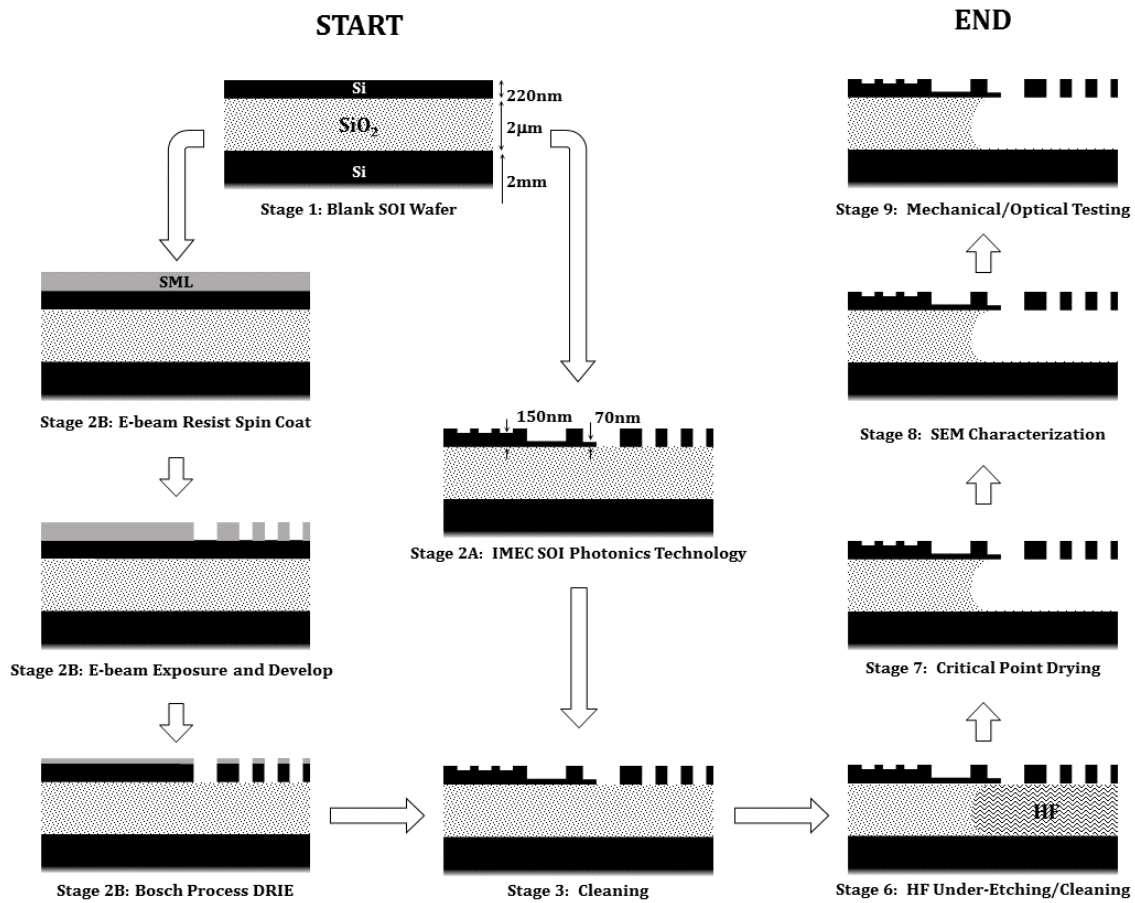 START
END
Si
220nm
SiO₂
2μm
Si
2mm
Stage 1: Blank SOI Wafer
SML
Stage 2B: E-beam Resist Spin Coat
Stage 2B: E-beam Exposure and Develop
Stage 2B: Bosch Process DRIE
150nm
70nm
Stage 2A: IMEC SOI Photonics Technology
Stage 3: Cleaning
HF
Stage 6: HF Under-Etching/Cleaning
Stage 7: Critical Point Drying
Stage 8: SEM Characterization
Stage 9: Mechanical/Optical Testing